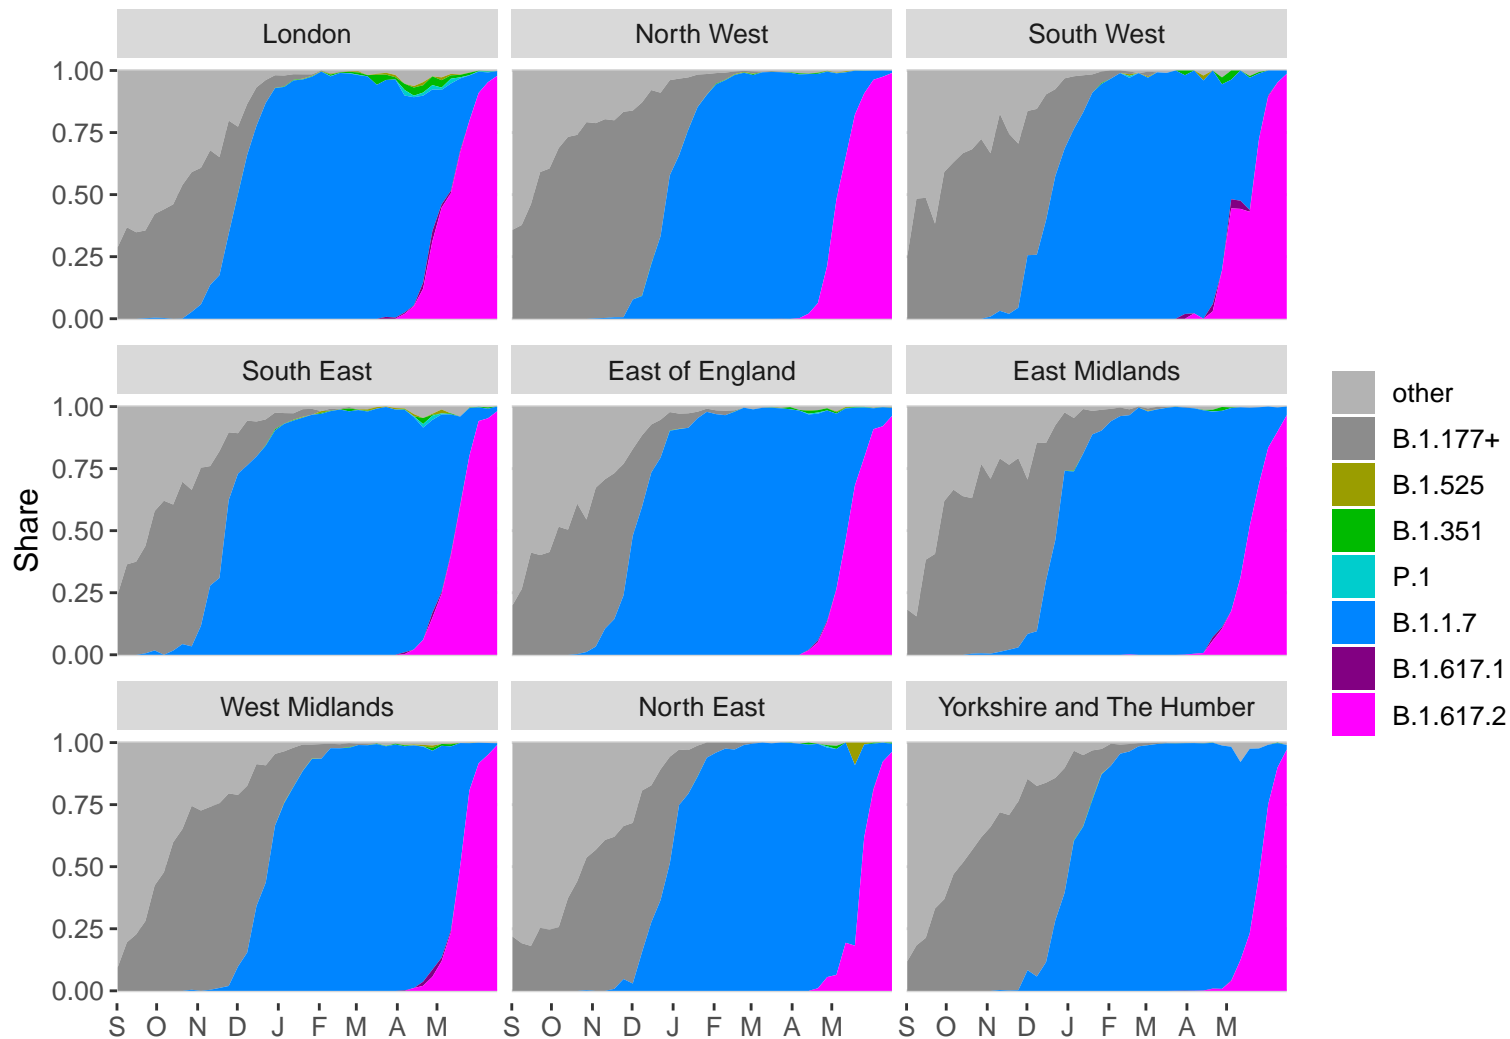 London North West South West
1.00
0.75
0.50
0.25
0.00
South East East of England East Midlands
1.00
0.75
0.50
0.25
0.00
Share
other
B.1.177+
B.1.525
B.1.351
P.1
B.1.1.7
B.1.617.1
B.1.617.2
West Midlands North East Yorkshire and The Humber
1.00
0.75
0.50
0.25
0.00
S O N D J F M A M S O N D J F M A M S O N D J F M A M